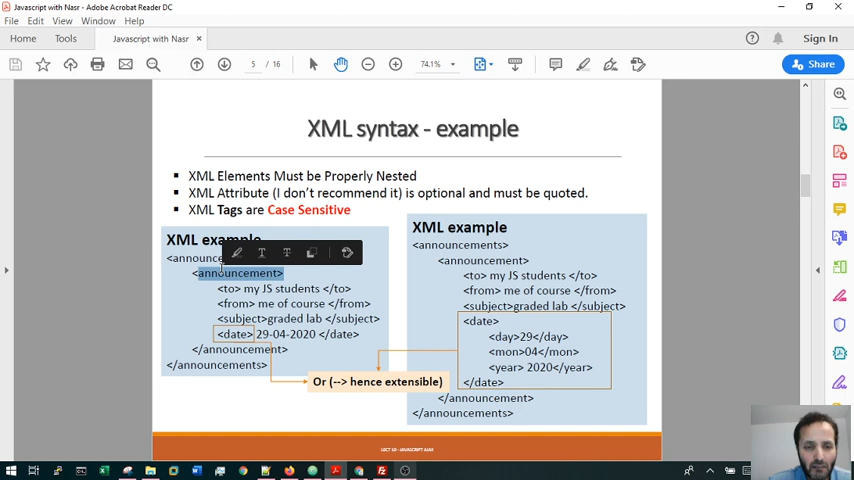 Javascript with Nasr - Adobe Acrobat Reader DC
File Edit View Window Help
Home Tools Javascript with Nasr × Sign In
5 / 16 74.1% Share
XML syntax - example
XML Elements Must be Properly Nested
XML Attribute (I don't recommend it) is optional and must be quoted.
XML Tags are Case Sensitive
XML example
<announce
<announcement>
<to> my JS students </to>
<from> me of course </from>
<subject>graded lab </subject>
<date> 29-04-2020 </date>
</announcement>
</announcements>
Or (--> hence extensible)
XML example
<announcements>
<announcement>
<to> my JS students </to>
<from> me of course </from>
<subject>graded lab </subject>
<date>
<day>29</day>
<mon>04</mon>
<year> 2020</year>
</date>
</announcement>
</announcements>
LECT 10 - JAVASCRIPT AJAX